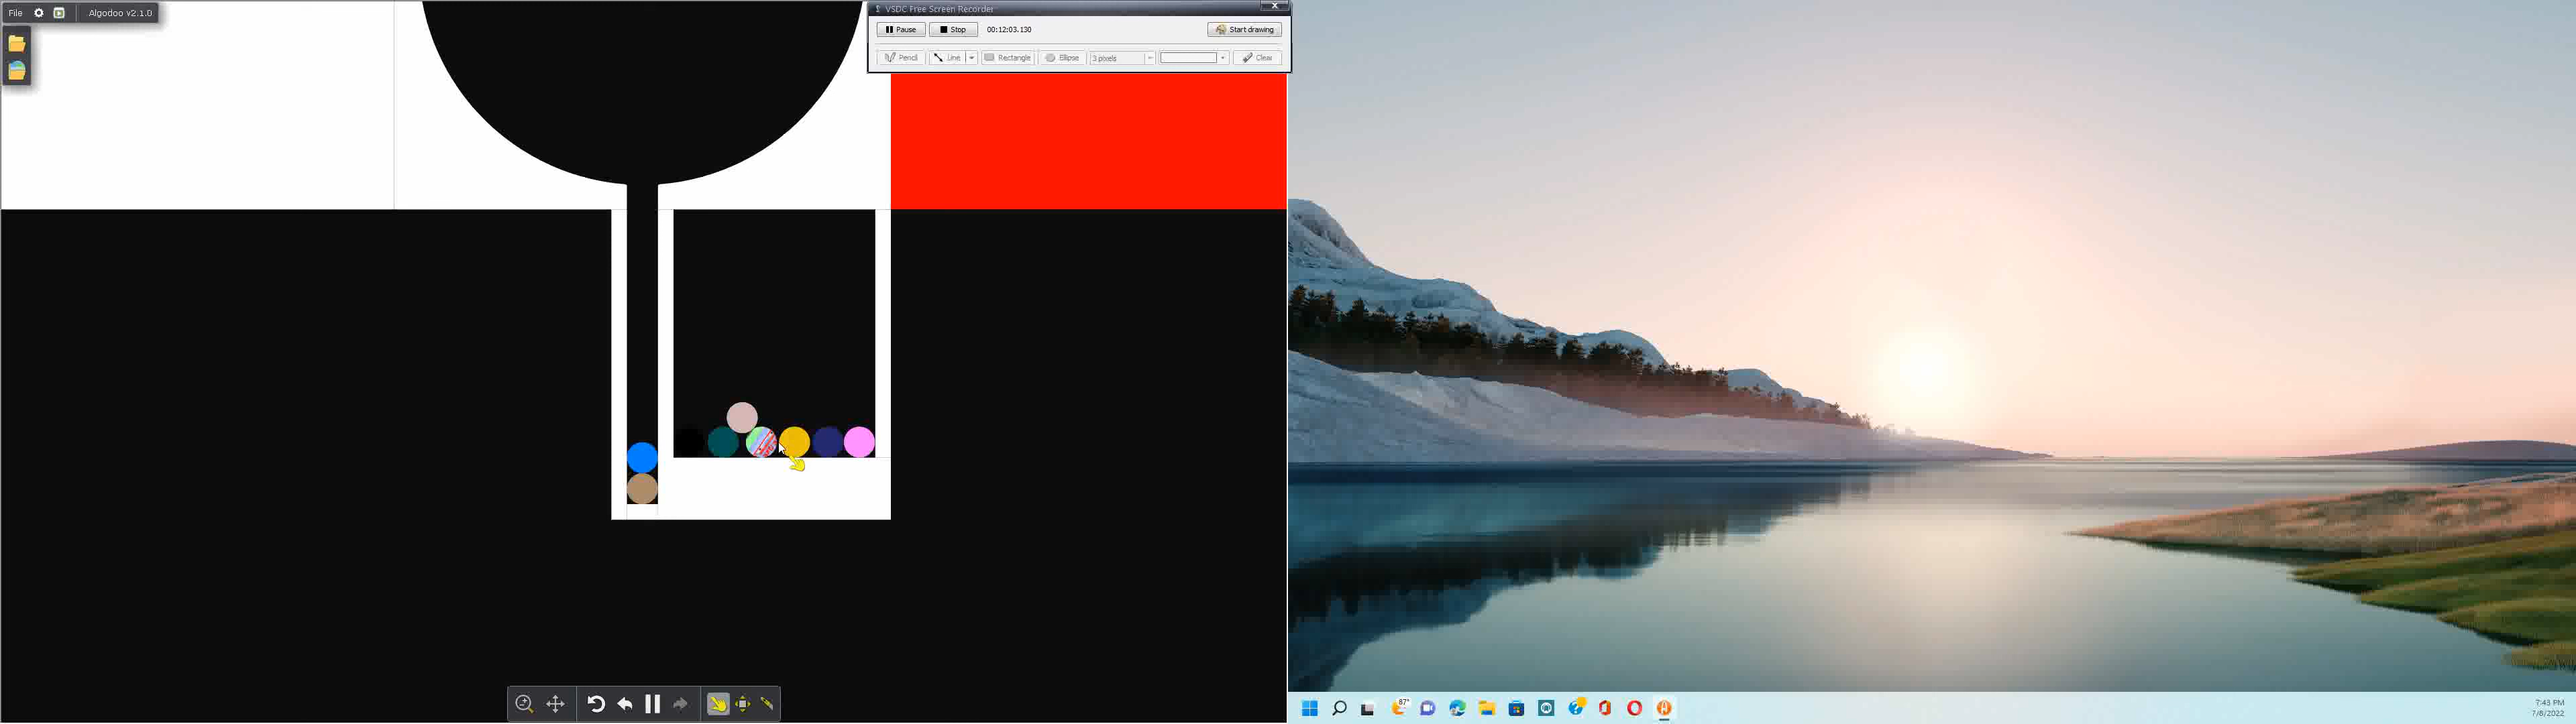 File
Algodoo v2.1.0
VSDC Free Screen Recorder
Pause
Stop
00:12:03.130
Start drawing
Pencil
Line
Rectangle
Ellipse
3 pixels
Clear
87°
7:43 PM
7/8/2022